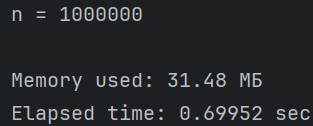 n = 1000000
Memory used: 31.48 МБ
Elapsed time: 0.69952 sec